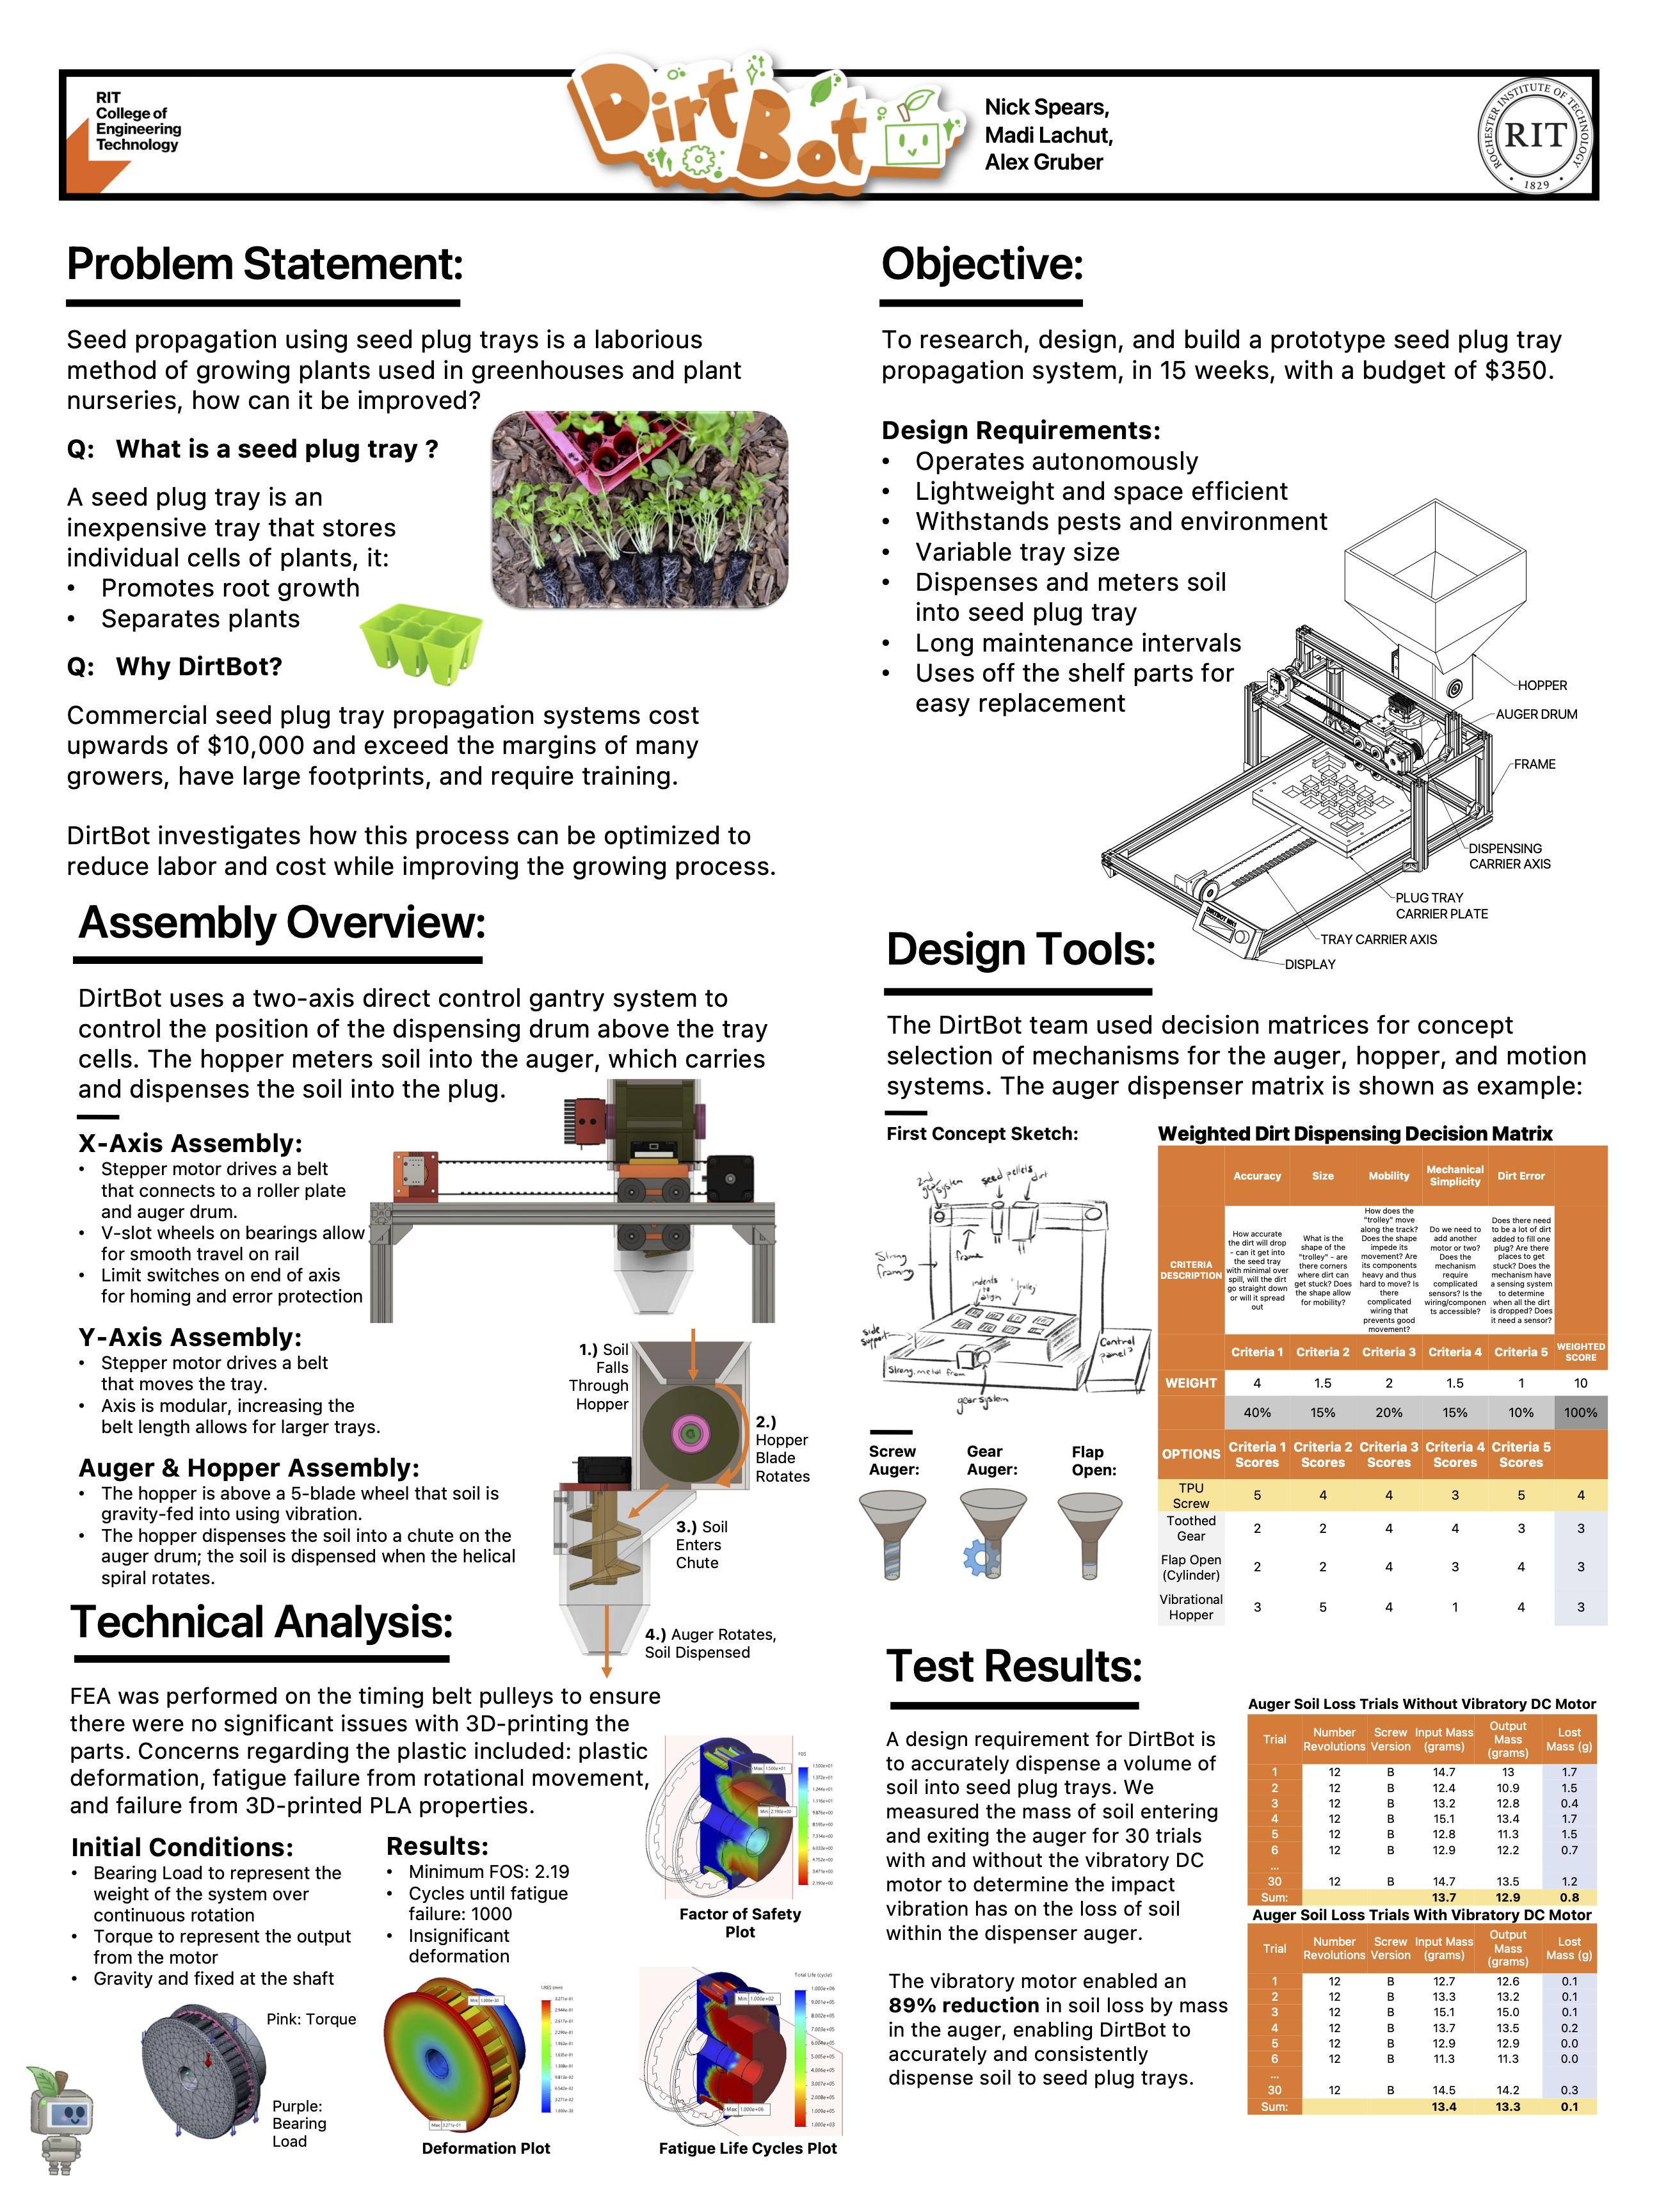 RIT
College of
Engineering
Technology
Dirt
Bot
Nick Spears,
Madi Lachut,
Alex Gruber
ROCHESTER INSTITUTE OF TECHNOLOGY
RIT
1829
Problem Statement:
Seed propagation using seed plug trays is a laborious
method of growing plants used in greenhouses and plant
nurseries, how can it be improved?
Q: What is a seed plug tray ?
A seed plug tray is an
inexpensive tray that stores
individual cells of plants, it:
• Promotes root growth
• Separates plants
Q: Why DirtBot?
Commercial seed plug tray propagation systems cost
upwards of $10,000 and exceed the margins of many
growers, have large footprints, and require training.
DirtBot investigates how this process can be optimized to
reduce labor and cost while improving the growing process.
Objective:
To research, design, and build a prototype seed plug tray
propagation system, in 15 weeks, with a budget of $350.
Design Requirements:
• Operates autonomously
• Lightweight and space efficient
• Withstands pests and environment
• Variable tray size
• Dispenses and meters soil
into seed plug tray
• Long maintenance intervals
• Uses off the shelf parts for
easy replacement
HOPPER
AUGER DRUM
FRAME
DISPENSING
CARRIER AXIS
PLUG TRAY
CARRIER PLATE
TRAY CARRIER AXIS
DISPLAY
Assembly Overview:
DirtBot uses a two-axis direct control gantry system to
control the position of the dispensing drum above the tray
cells. The hopper meters soil into the auger, which carries
and dispenses the soil into the plug.
X-Axis Assembly:
• Stepper motor drives a belt
that connects to a roller plate
and auger drum.
• V-slot wheels on bearings allow
for smooth travel on rail
• Limit switches on end of axis
for homing and error protection
Y-Axis Assembly:
• Stepper motor drives a belt
that moves the tray.
• Axis is modular, increasing the
belt length allows for larger trays.
Auger & Hopper Assembly:
• The hopper is above a 5-blade wheel that soil is
gravity-fed into using vibration.
• The hopper dispenses the soil into a chute on the
auger drum; the soil is dispensed when the helical
spiral rotates.
1.) Soil
Falls
Through
Hopper
2.)
Hopper
Blade
Rotates
3.) Soil
Enters
Chute
4.) Auger Rotates,
Soil Dispensed
Design Tools:
The DirtBot team used decision matrices for concept
selection of mechanisms for the auger, hopper, and motion
systems. The auger dispenser matrix is shown as example:
First Concept Sketch:
2nd gear system
seed pellets
dirt
Strong
framing
frame
indents
to
align
"trolley"
side
support
Control
panel?
Strong metal fram
gear system
Screw
Auger:
Gear
Auger:
Flap
Open:
Weighted Dirt Dispensing Decision Matrix
Accuracy Size Mobility Mechanical Simplicity Dirt Error
CRITERIA DESCRIPTION
How accurate the dirt will drop - can it get into the seed tray with minimal over spill, will the dirt go straight down or will it spread out
What is the shape of the "trolley" - are there corners where dirt can get stuck? Does the shape allow for mobility?
How does the "trolley" move along the track? Does the shape impede its movement? Are its components heavy and thus hard to move? Is there complicated wiring that prevents good movement?
Do we need to add another motor or two? Does the mechanism require complicated sensors? Is the wiring/components accessible?
Does there need to be a lot of dirt added to fill one plug? Are there places to get stuck? Does the mechanism have a sensing system to determine when all the dirt is dropped? Does it need a sensor?
Criteria 1 Criteria 2 Criteria 3 Criteria 4 Criteria 5 WEIGHTED SCORE
WEIGHT 4 1.5 2 1.5 1 10
40% 15% 20% 15% 10% 100%
OPTIONS Criteria 1 Scores Criteria 2 Scores Criteria 3 Scores Criteria 4 Scores Criteria 5 Scores
TPU Screw 5 4 4 3 5 4
Toothed Gear 2 2 4 4 3 3
Flap Open (Cylinder) 2 2 4 3 4 3
Vibrational Hopper 3 5 4 1 4 3
Technical Analysis:
FEA was performed on the timing belt pulleys to ensure
there were no significant issues with 3D-printing the
parts. Concerns regarding the plastic included: plastic
deformation, fatigue failure from rotational movement,
and failure from 3D-printed PLA properties.
Initial Conditions:
• Bearing Load to represent the
weight of the system over
continuous rotation
• Torque to represent the output
from the motor
• Gravity and fixed at the shaft
Results:
• Minimum FOS: 2.19
• Cycles until fatigue
failure: 1000
• Insignificant
deformation
Pink: Torque
Purple:
Bearing
Load
Deformation Plot
Factor of Safety
Plot
Fatigue Life Cycles Plot
Test Results:
A design requirement for DirtBot is
to accurately dispense a volume of
soil into seed plug trays. We
measured the mass of soil entering
and exiting the auger for 30 trials
with and without the vibratory DC
motor to determine the impact
vibration has on the loss of soil
within the dispenser auger.
The vibratory motor enabled an
89% reduction in soil loss by mass
in the auger, enabling DirtBot to
accurately and consistently
dispense soil to seed plug trays.
Auger Soil Loss Trials Without Vibratory DC Motor
Trial Number Revolutions Screw Version Input Mass (grams) Output Mass (grams) Lost Mass (g)
1 12 B 14.7 13 1.7
2 12 B 12.4 10.9 1.5
3 12 B 13.2 12.8 0.4
4 12 B 15.1 13.4 1.7
5 12 B 12.8 11.3 1.5
6 12 B 12.9 12.2 0.7
...
30 12 B 14.7 13.5 1.2
Sum: 13.7 12.9 0.8
Auger Soil Loss Trials With Vibratory DC Motor
Trial Number Revolutions Screw Version Input Mass (grams) Output Mass (grams) Lost Mass (g)
1 12 B 12.7 12.6 0.1
2 12 B 13.3 13.2 0.1
3 12 B 15.1 15.0 0.1
4 12 B 13.7 13.5 0.2
5 12 B 12.9 12.9 0.0
6 12 B 11.3 11.3 0.0
...
30 12 B 14.5 14.2 0.3
Sum: 13.4 13.3 0.1